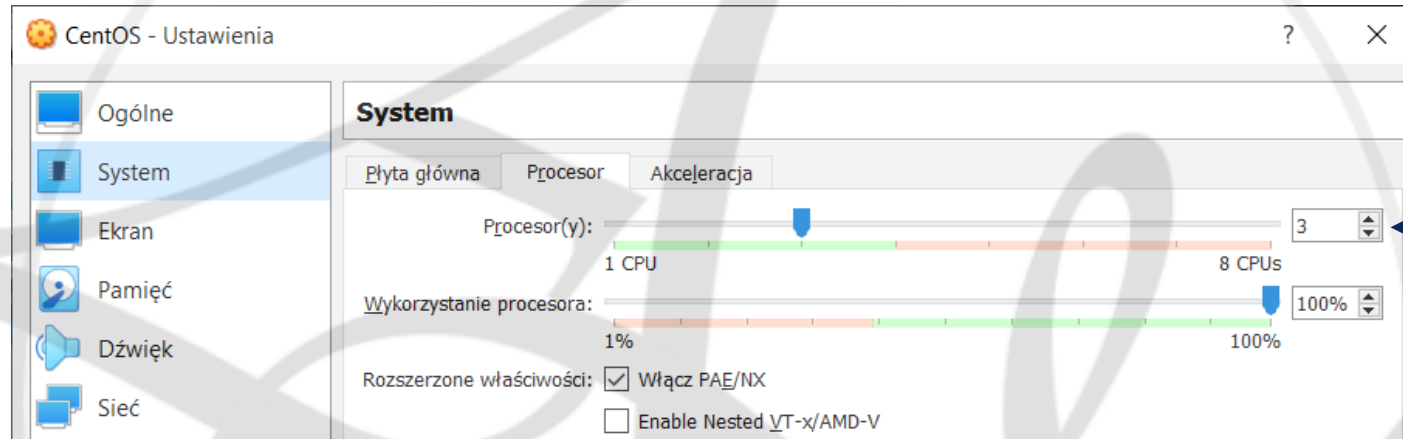 CentOS - Ustawienia ?
Ogólne
System
Ekran
Pamięć
Dźwięk
Sieć
System
Płyta główna Procesor Akceleracja
Procesor(y): 3
1 CPU 8 CPUs
Wykorzystanie procesora: 100%
1% 100%
Rozszerzone właściwości: Włącz PAE/NX
Enable Nested VT-x/AMD-V